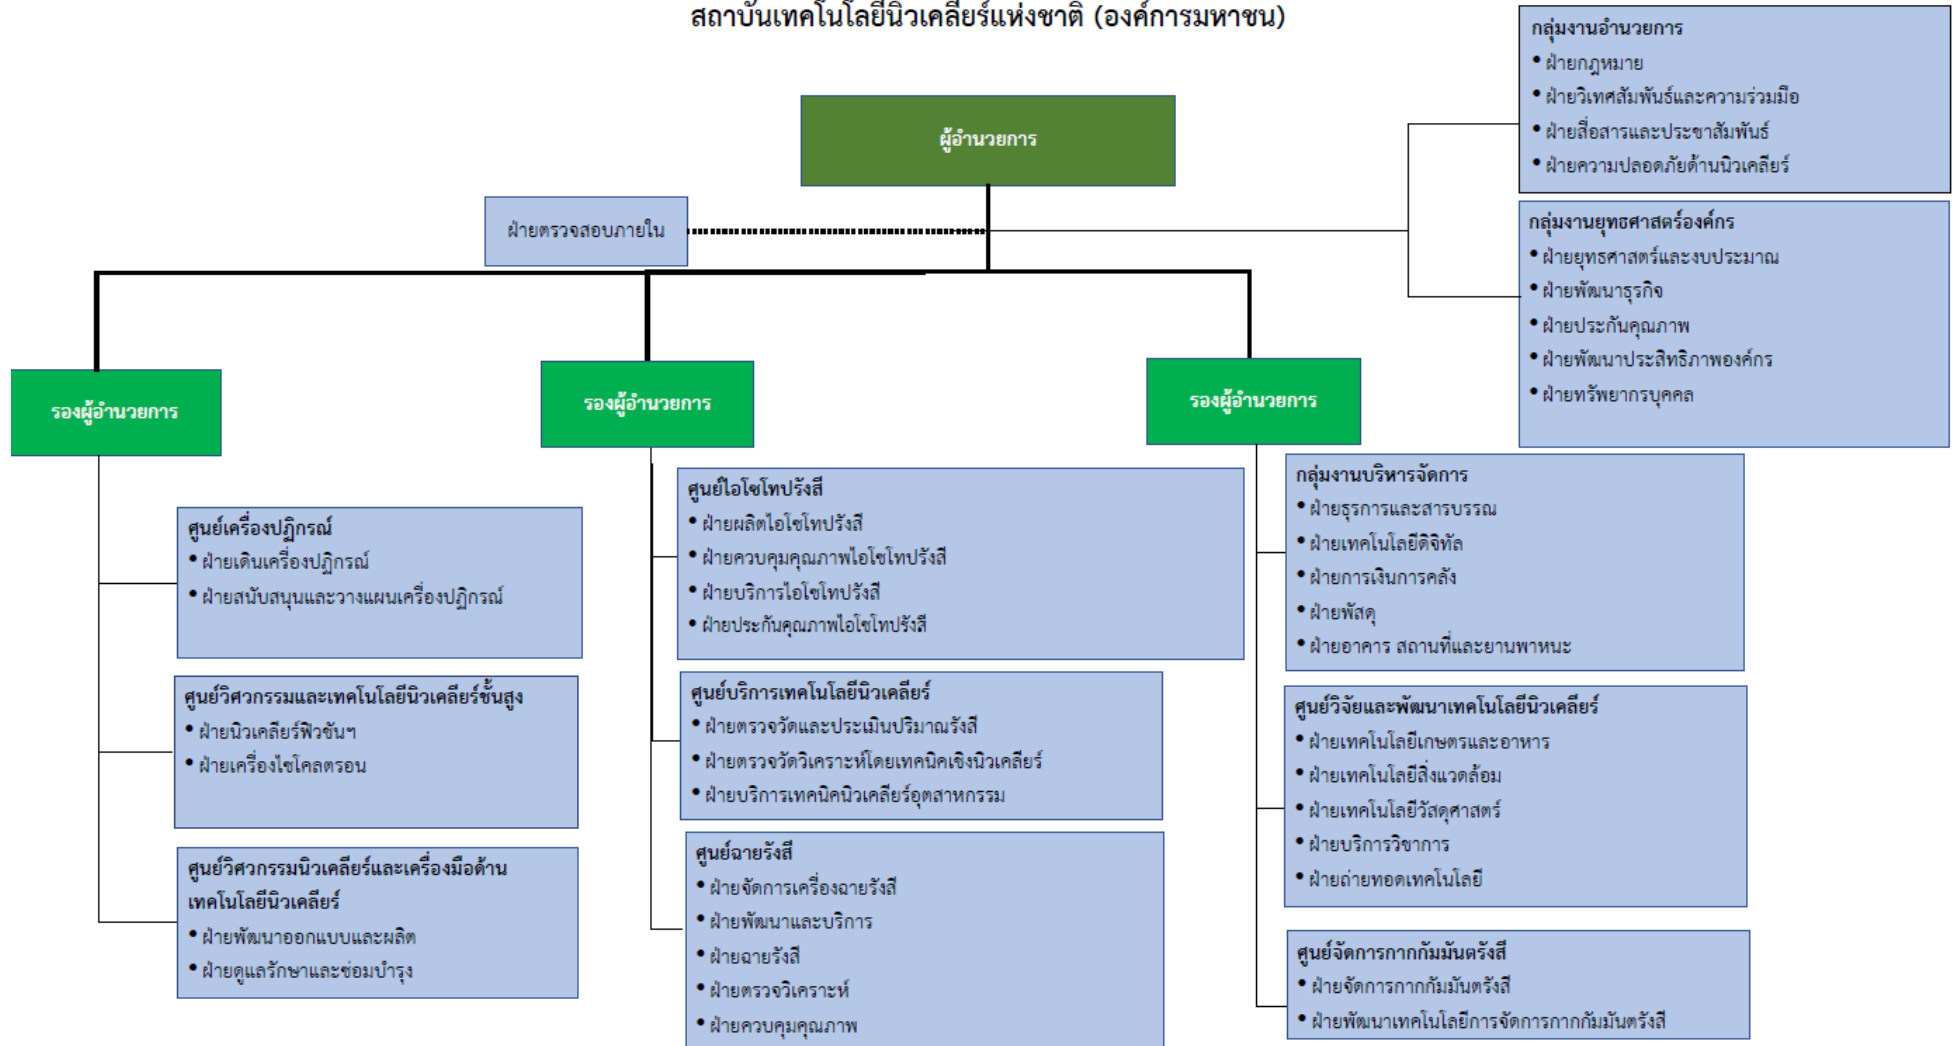 สถาบันเทคโนโลยีนิวเคลียร์แห่งชาติ (องค์การมหาชน)
ผู้อำนวยการ
ฝ่ายตรวจสอบภายใน
กลุ่มงานอำนวยการ
• ฝ่ายกฎหมาย
• ฝ่ายวิเทศสัมพันธ์และความร่วมมือ
• ฝ่ายสื่อสารและประชาสัมพันธ์
• ฝ่ายความปลอดภัยด้านนิวเคลียร์
กลุ่มงานยุทธศาสตร์องค์กร
• ฝ่ายยุทธศาสตร์และงบประมาณ
• ฝ่ายพัฒนาธุรกิจ
• ฝ่ายประกันคุณภาพ
• ฝ่ายพัฒนาประสิทธิภาพองค์กร
• ฝ่ายทรัพยากรบุคคล
รองผู้อำนวยการ
ศูนย์เครื่องปฏิกรณ์
• ฝ่ายเดินเครื่องปฏิกรณ์
• ฝ่ายสนับสนุนและวางแผนเครื่องปฏิกรณ์
ศูนย์วิศวกรรมและเทคโนโลยีนิวเคลียร์ชั้นสูง
• ฝ่ายนิวเคลียร์ฟิวชันฯ
• ฝ่ายเครื่องไซโคลตรอน
ศูนย์วิศวกรรมนิวเคลียร์และเครื่องมือด้าน
เทคโนโลยีนิวเคลียร์
• ฝ่ายพัฒนาออกแบบและผลิต
• ฝ่ายดูแลรักษาและซ่อมบำรุง
รองผู้อำนวยการ
ศูนย์ไอโซโทปรังสี
• ฝ่ายผลิตไอโซโทปรังสี
• ฝ่ายควบคุมคุณภาพไอโซโทปรังสี
• ฝ่ายบริการไอโซโทปรังสี
• ฝ่ายประกันคุณภาพไอโซโทปรังสี
ศูนย์บริการเทคโนโลยีนิวเคลียร์
• ฝ่ายตรวจวัดและประเมินปริมาณรังสี
• ฝ่ายตรวจวัดวิเคราะห์โดยเทคนิคเชิงนิวเคลียร์
• ฝ่ายบริการเทคนิคนิวเคลียร์อุตสาหกรรม
ศูนย์ฉายรังสี
• ฝ่ายจัดการเครื่องฉายรังสี
• ฝ่ายพัฒนาและบริการ
• ฝ่ายฉายรังสี
• ฝ่ายตรวจวิเคราะห์
• ฝ่ายควบคุมคุณภาพ
รองผู้อำนวยการ
กลุ่มงานบริหารจัดการ
• ฝ่ายธุรการและสารบรรณ
• ฝ่ายเทคโนโลยีดิจิทัล
• ฝ่ายการเงินการคลัง
• ฝ่ายพัสดุ
• ฝ่ายอาคาร สถานที่และยานพาหนะ
ศูนย์วิจัยและพัฒนาเทคโนโลยีนิวเคลียร์
• ฝ่ายเทคโนโลยีเกษตรและอาหาร
• ฝ่ายเทคโนโลยีสิ่งแวดล้อม
• ฝ่ายเทคโนโลยีวัสดุศาสตร์
• ฝ่ายบริการวิชาการ
• ฝ่ายถ่ายทอดเทคโนโลยี
ศูนย์จัดการกากกัมมันตรังสี
• ฝ่ายจัดการกากกัมมันตรังสี
• ฝ่ายพัฒนาเทคโนโลยีการจัดการกากกัมมันตรังสี